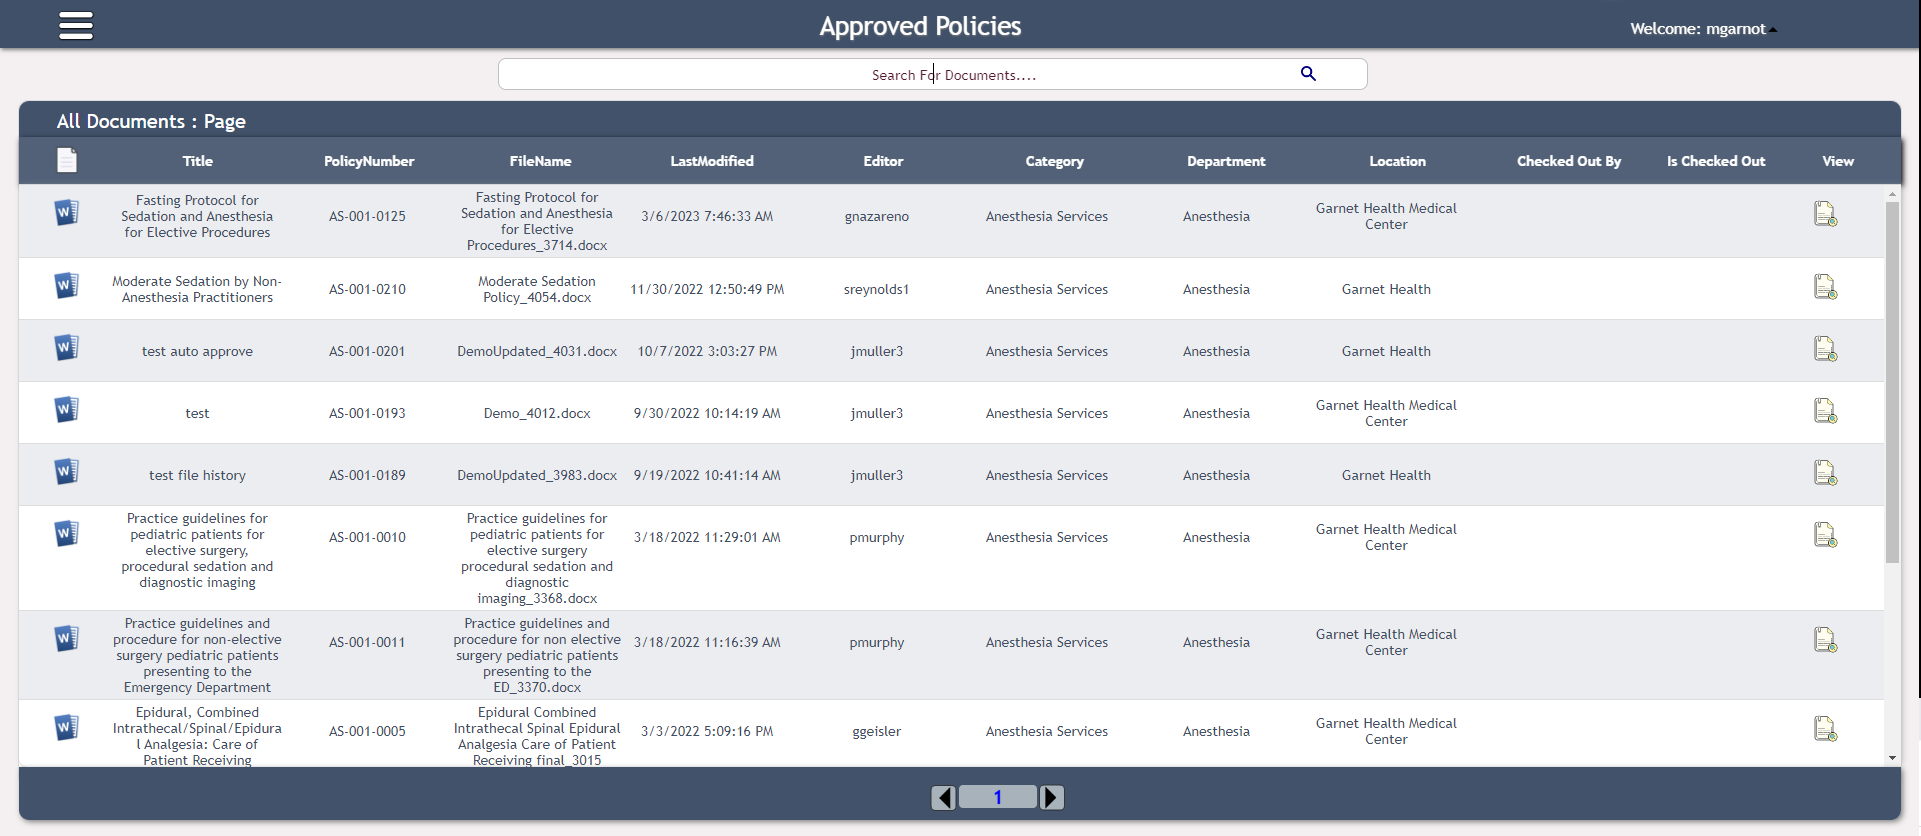 Approved Policies
Welcome: mgarnot
Search For Documents....
All Documents : Page
Title PolicyNumber FileName LastModified Editor Category Department Location Checked Out By Is Checked Out View
Fasting Protocol for
Sedation and Anesthesia
for Elective Procedures
AS-001-0125
Fasting Protocol for
Sedation and Anesthesia
for Elective
Procedures_3714.docx
3/6/2023 7:46:33 AM
gnazareno
Anesthesia Services
Anesthesia
Garnet Health Medical
Center
Moderate Sedation by Non-
Anesthesia Practitioners
AS-001-0210
Moderate Sedation
Policy_4054.docx
11/30/2022 12:50:49 PM
sreynolds1
Anesthesia Services
Anesthesia
Garnet Health
test auto approve
AS-001-0201
DemoUpdated_4031.docx
10/7/2022 3:03:27 PM
jmuller3
Anesthesia Services
Anesthesia
Garnet Health
test
AS-001-0193
Demo_4012.docx
9/30/2022 10:14:19 AM
jmuller3
Anesthesia Services
Anesthesia
Garnet Health Medical
Center
test file history
AS-001-0189
DemoUpdated_3983.docx
9/19/2022 10:41:14 AM
jmuller3
Anesthesia Services
Anesthesia
Garnet Health
Practice guidelines for
pediatric patients for
elective surgery,
procedural sedation and
diagnostic imaging
AS-001-0010
Practice guidelines for
pediatric patients for
elective surgery
procedural sedation and
diagnostic
imaging_3368.docx
3/18/2022 11:29:01 AM
pmurphy
Anesthesia Services
Anesthesia
Garnet Health Medical
Center
Practice guidelines and
procedure for non-elective
surgery pediatric patients
presenting to the
Emergency Department
AS-001-0011
Practice guidelines and
procedure for non elective
surgery pediatric patients
presenting to the
ED_3370.docx
3/18/2022 11:16:39 AM
pmurphy
Anesthesia Services
Anesthesia
Garnet Health Medical
Center
Epidural, Combined
Intrathecal/Spinal/Epidura
l Analgesia: Care of
Patient Receiving
AS-001-0005
Epidural Combined
Intrathecal Spinal Epidural
Analgesia Care of Patient
Receiving final_3015
3/3/2022 5:09:16 PM
ggeisler
Anesthesia Services
Anesthesia
Garnet Health Medical
Center
1